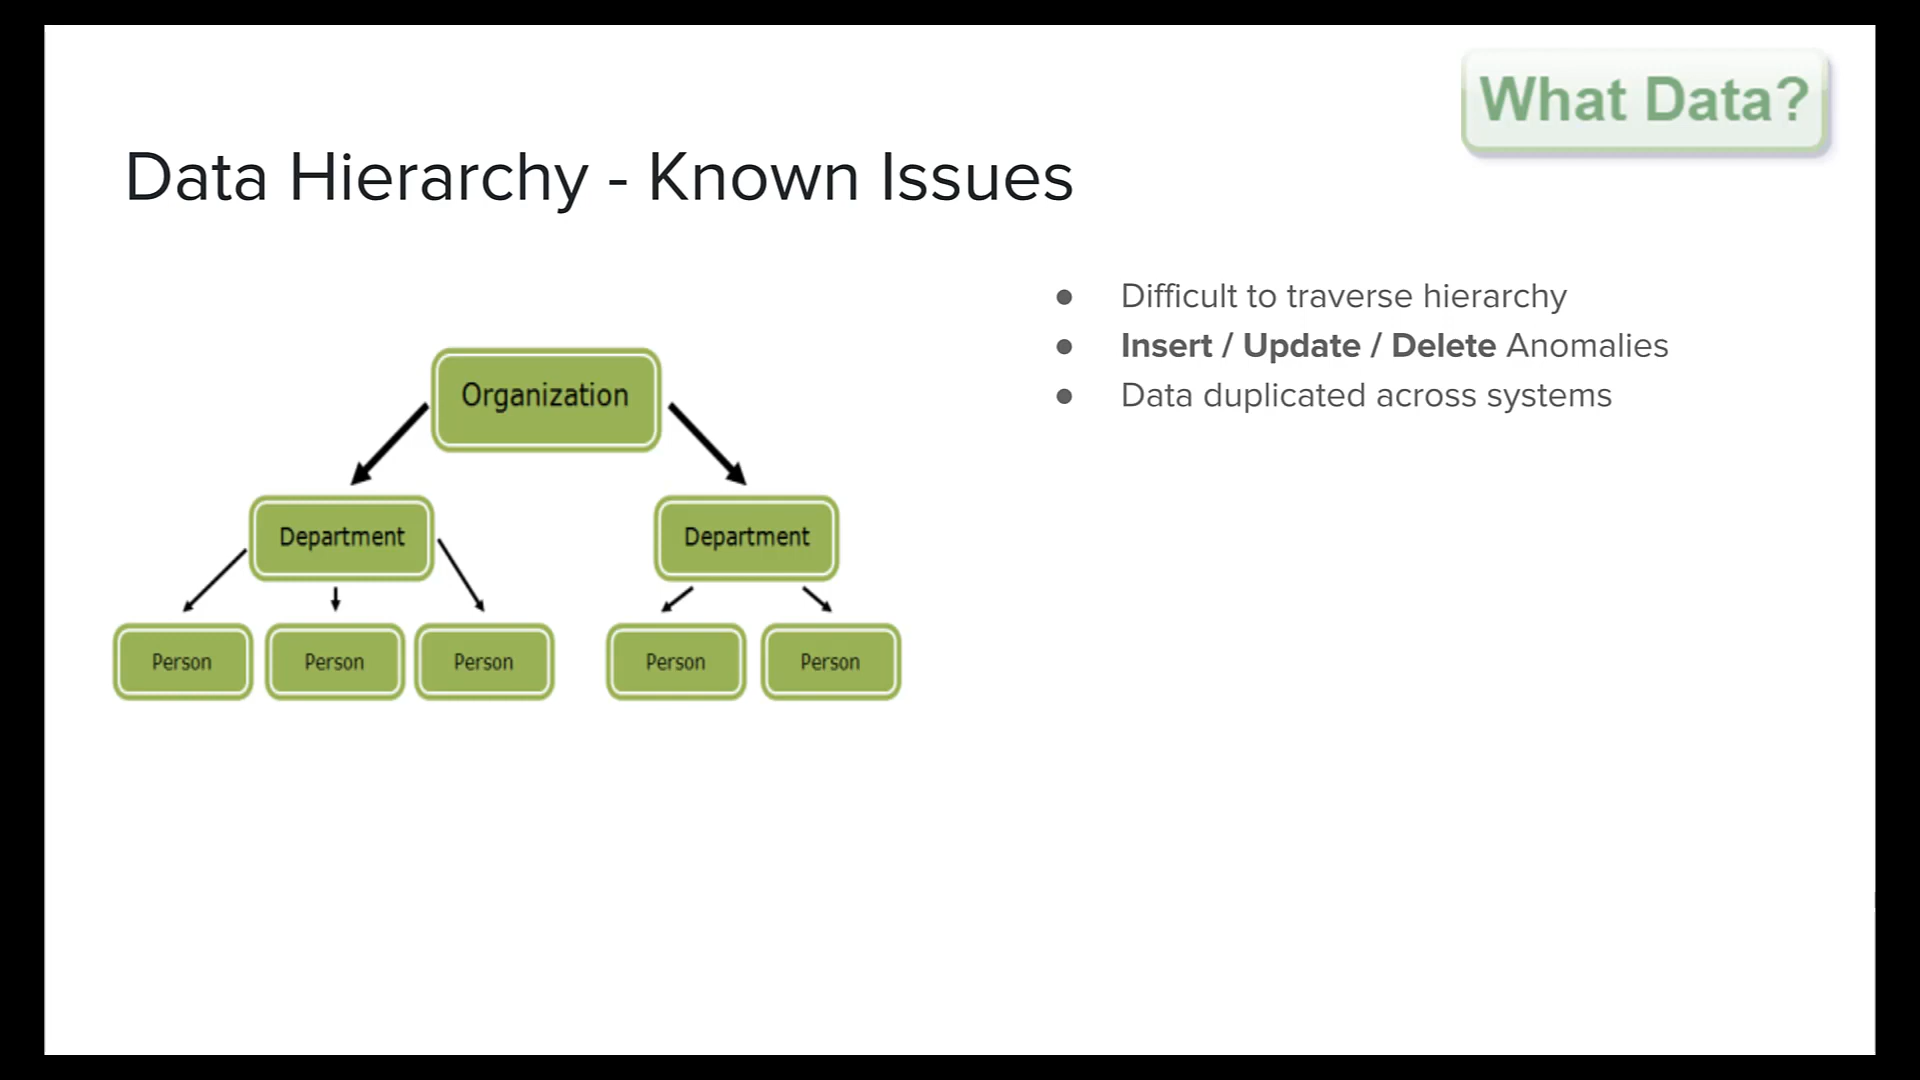 What Data?
Data Hierarchy - Known Issues
● Difficult to traverse hierarchy
● Insert / Update / Delete Anomalies
● Data duplicated across systems
Organization
Department
Department
Person
Person
Person
Person
Person